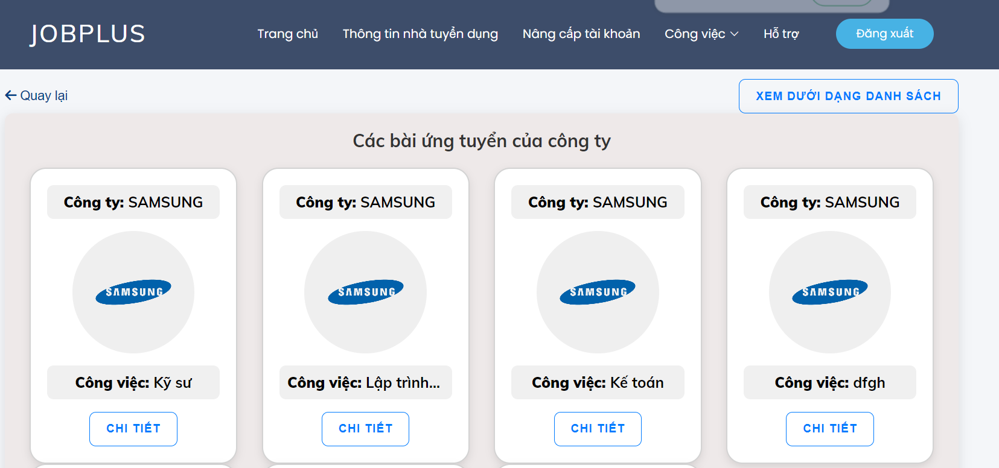 JOBPLUS
Trang chủ Thông tin nhà tuyển dụng Nâng cấp tài khoản Công việc Hỗ trợ Đăng xuất
Quay lại
XEM DƯỚI DẠNG DANH SÁCH
Các bài ứng tuyển của công ty
Công ty: SAMSUNG Công ty: SAMSUNG Công ty: SAMSUNG Công ty: SAMSUNG
SAMSUNG SAMSUNG SAMSUNG SAMSUNG
Công việc: Kỹ sư Công việc: Lập trình... Công việc: Kế toán Công việc: dfgh
CHI TIẾT CHI TIẾT CHI TIẾT CHI TIẾT